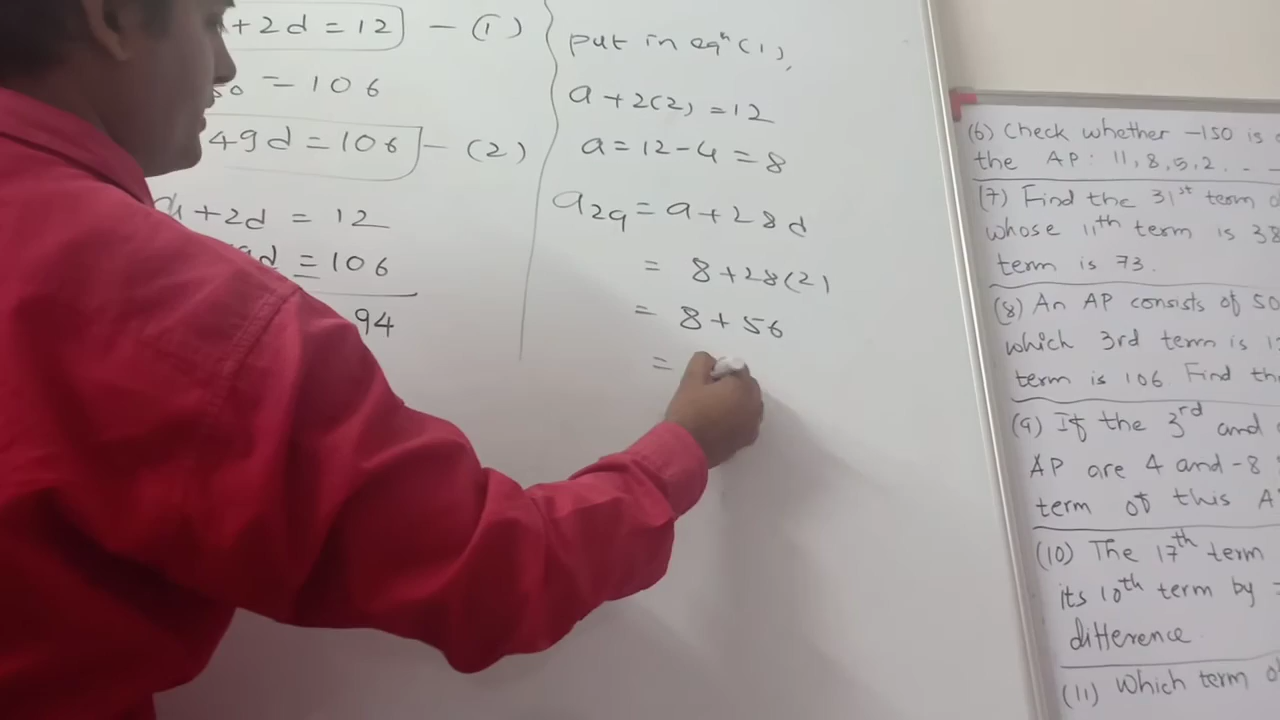 +2d = 12 — (1)
= 106
49d = 106 — (2)
+2d = 12
= 106
94
put in eqⁿ (1),
a+2(2) = 12
a = 12-4 = 8
a₂₉ = a+28d
= 8+28(2)
= 8+56
=
(6) Check whether -150 is
the AP: 11, 8, 5, 2. - -
(7) Find the 31st term
whose 11th term is 38
term is 73.
(8) An AP consists of 50
which 3rd term is 1
term is 106. Find the
(9) If the 3rd and
AP are 4 and -8
term of this A
(10) The 17th term
its 10th term by
difference.
(11) Which term